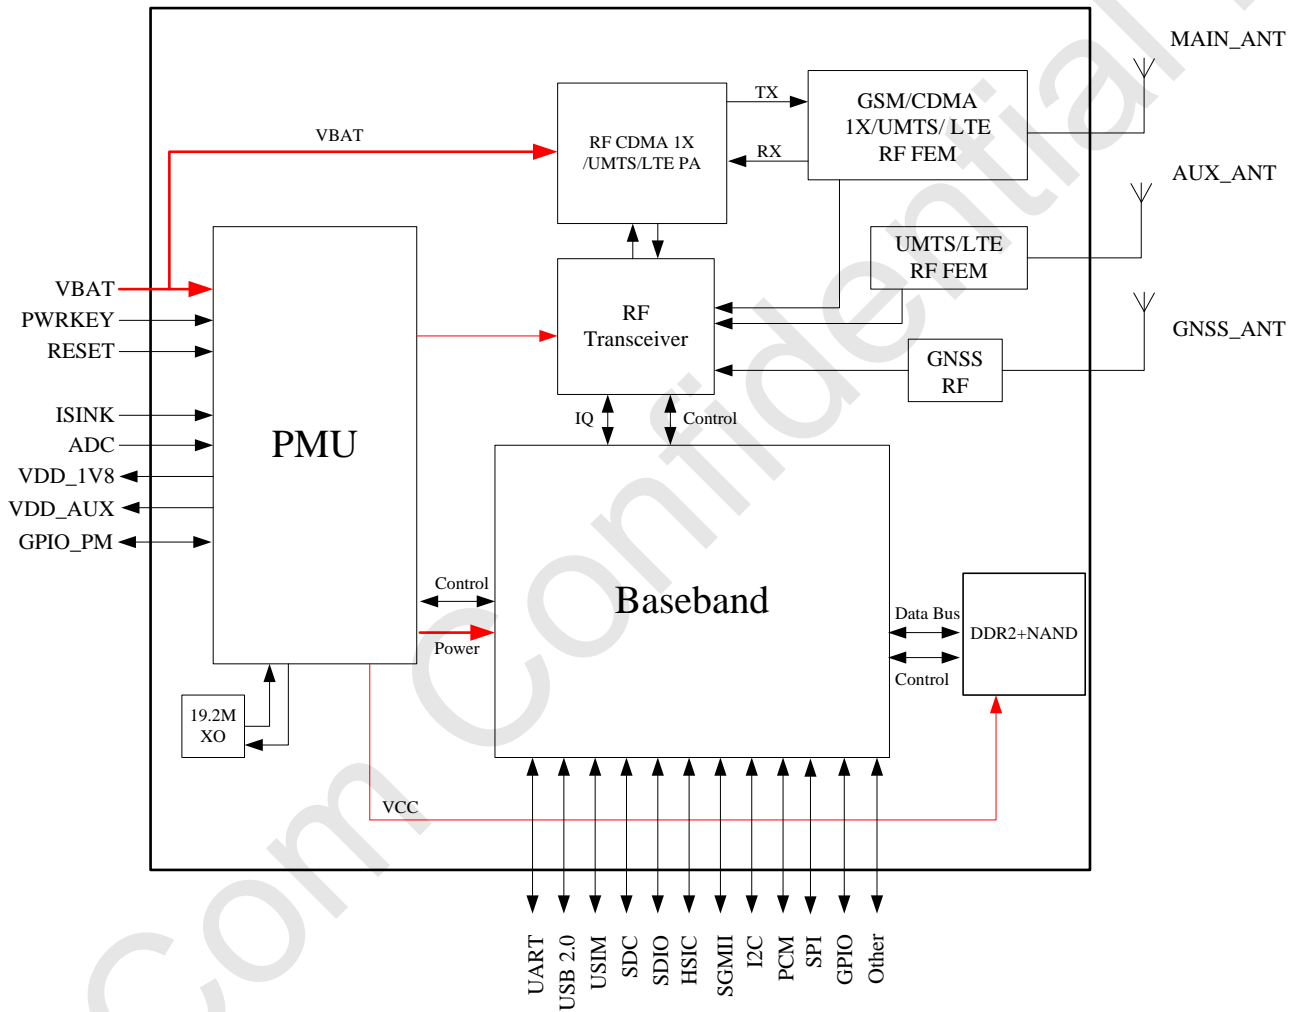 MAIN_ANT
TX
GSM/CDMA
1X/UMTS/ LTE
RF FEM
VBAT
RF CDMA 1X
/UMTS/LTE PA
RX
AUX_ANT
UMTS/LTE
RF FEM
VBAT
PWRKEY
RESET
RF
Transceiver
GNSS_ANT
GNSS
RF
ISINK
ADC
VDD_1V8
VDD_AUX
GPIO_PM
PMU
IQ
Control
Control
Power
Baseband
Data Bus
Control
DDR2+NAND
19.2M
XO
VCC
UART
USB 2.0
USIM
SDC
SDIO
HSIC
SGMII
I2C
PCM
SPI
GPIO
Other
Com Confidential